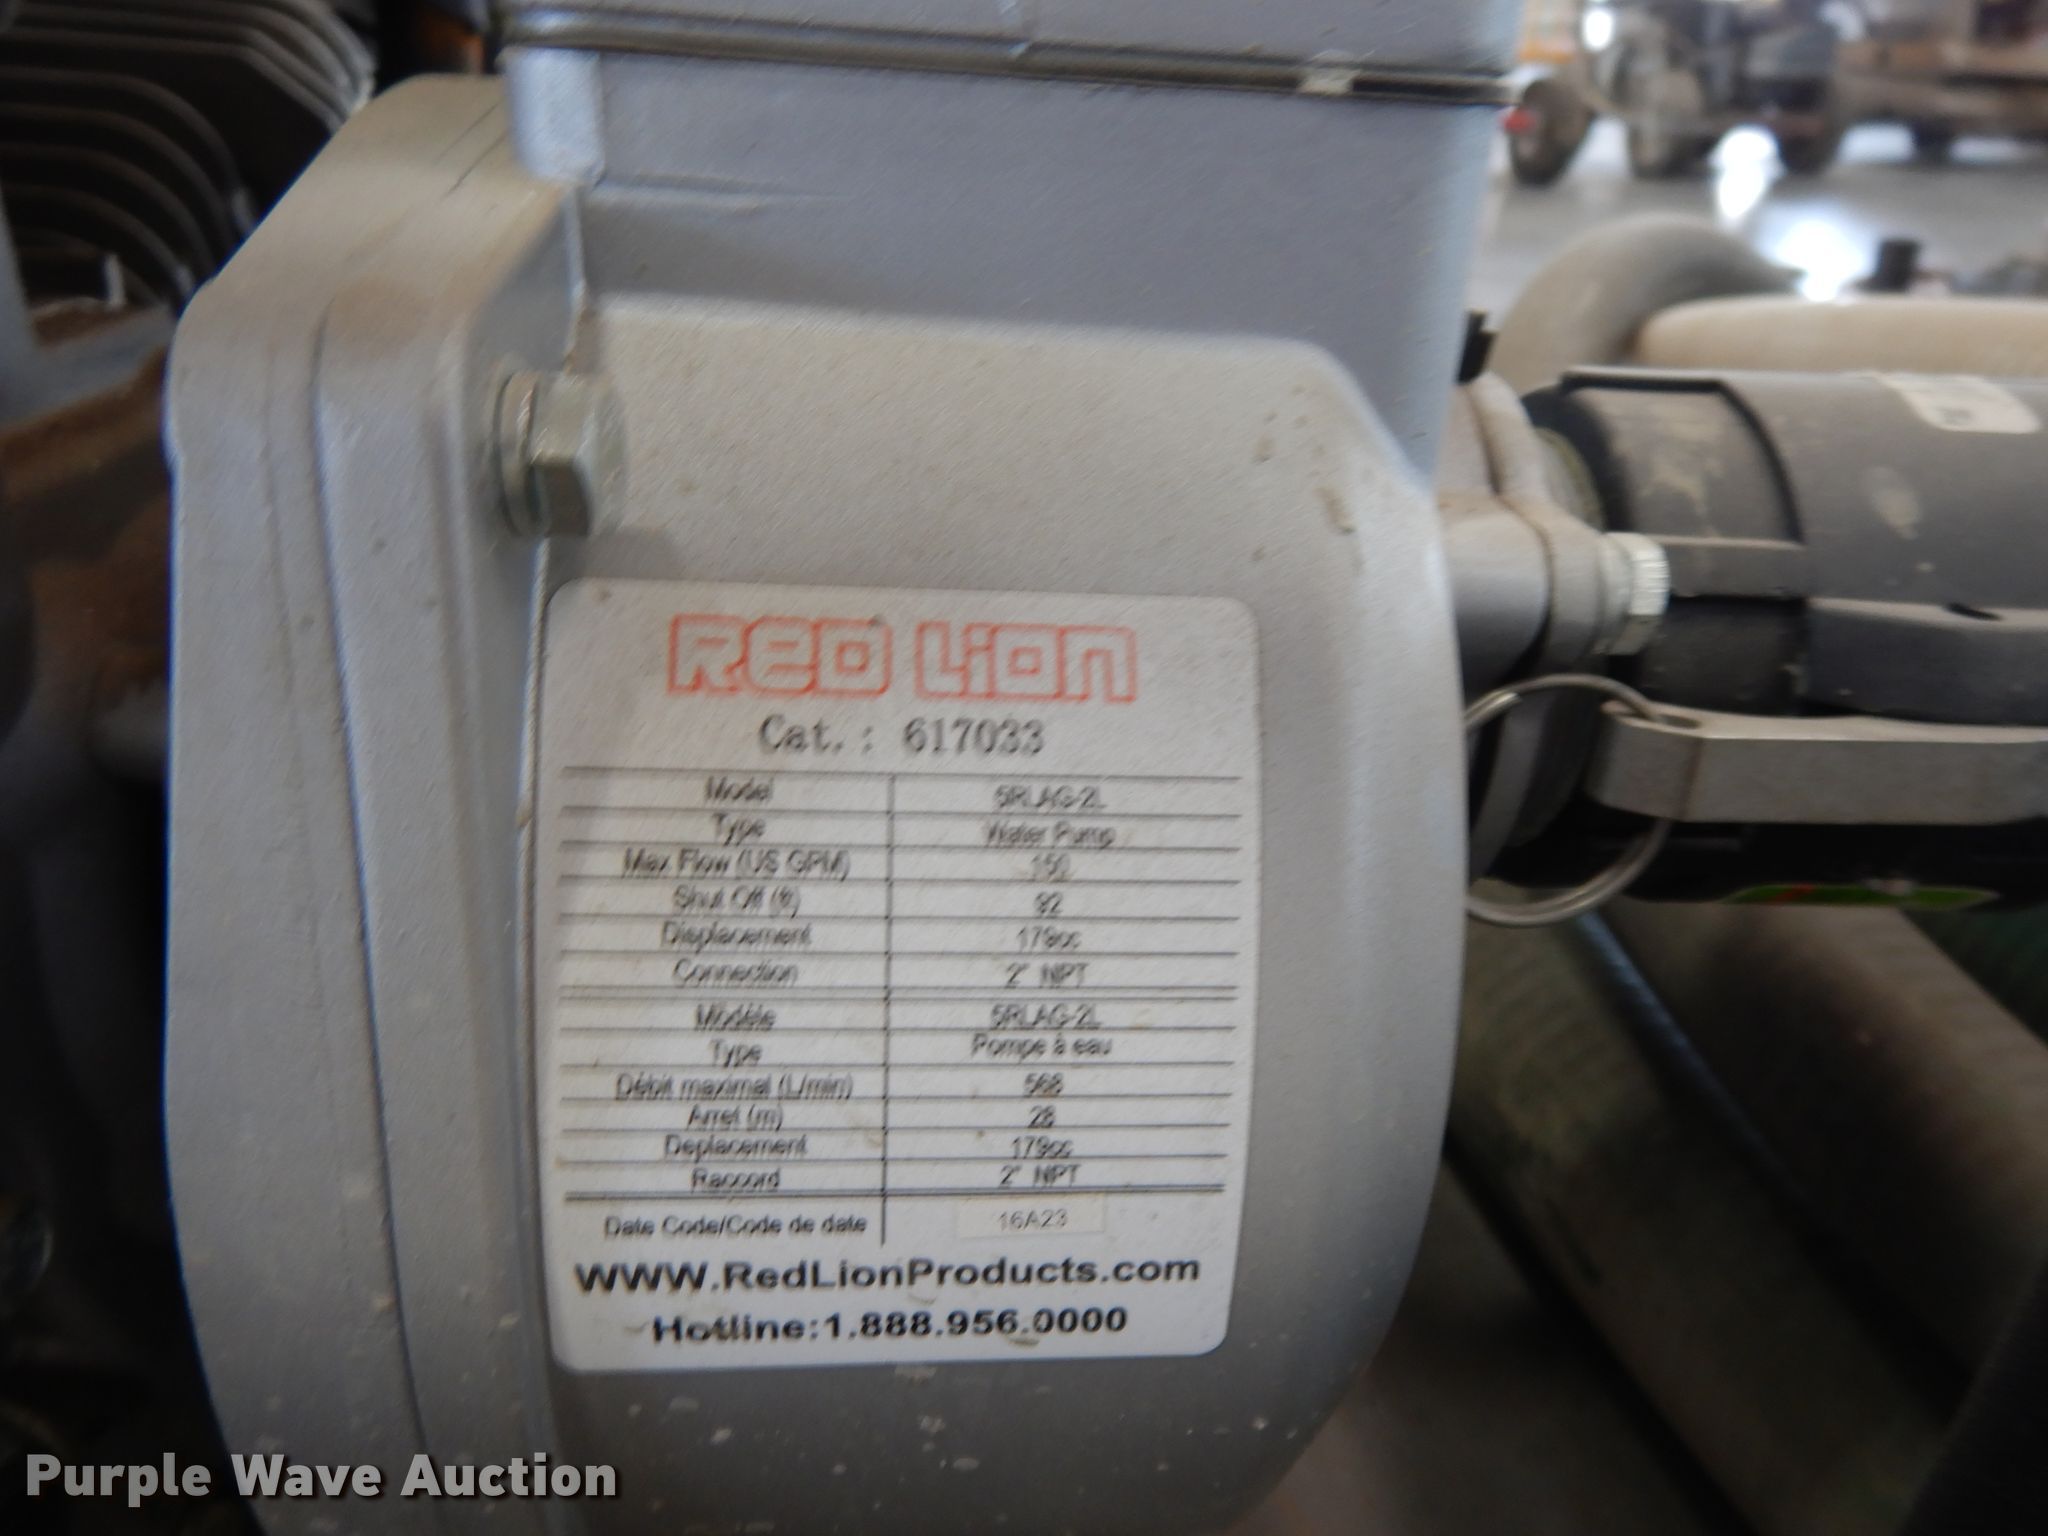 RED LION
Cat.: 617033
Model 5RLAG-2L
Type Water Pump
Max Flow (US GPM) 150
Shut Off (ft) 92
Displacement 179cc
Connection 2" NPT
Modèle 5RLAG-2L
Type Pompe à eau
Débit maximal (L/min) 568
Arret (m) 28
Deplacement 179cc
Raccord 2" NPT
Date Code/Code de date 16A23
WWW.RedLionProducts.com
Hotline:1.888.956.0000
Purple Wave Auction